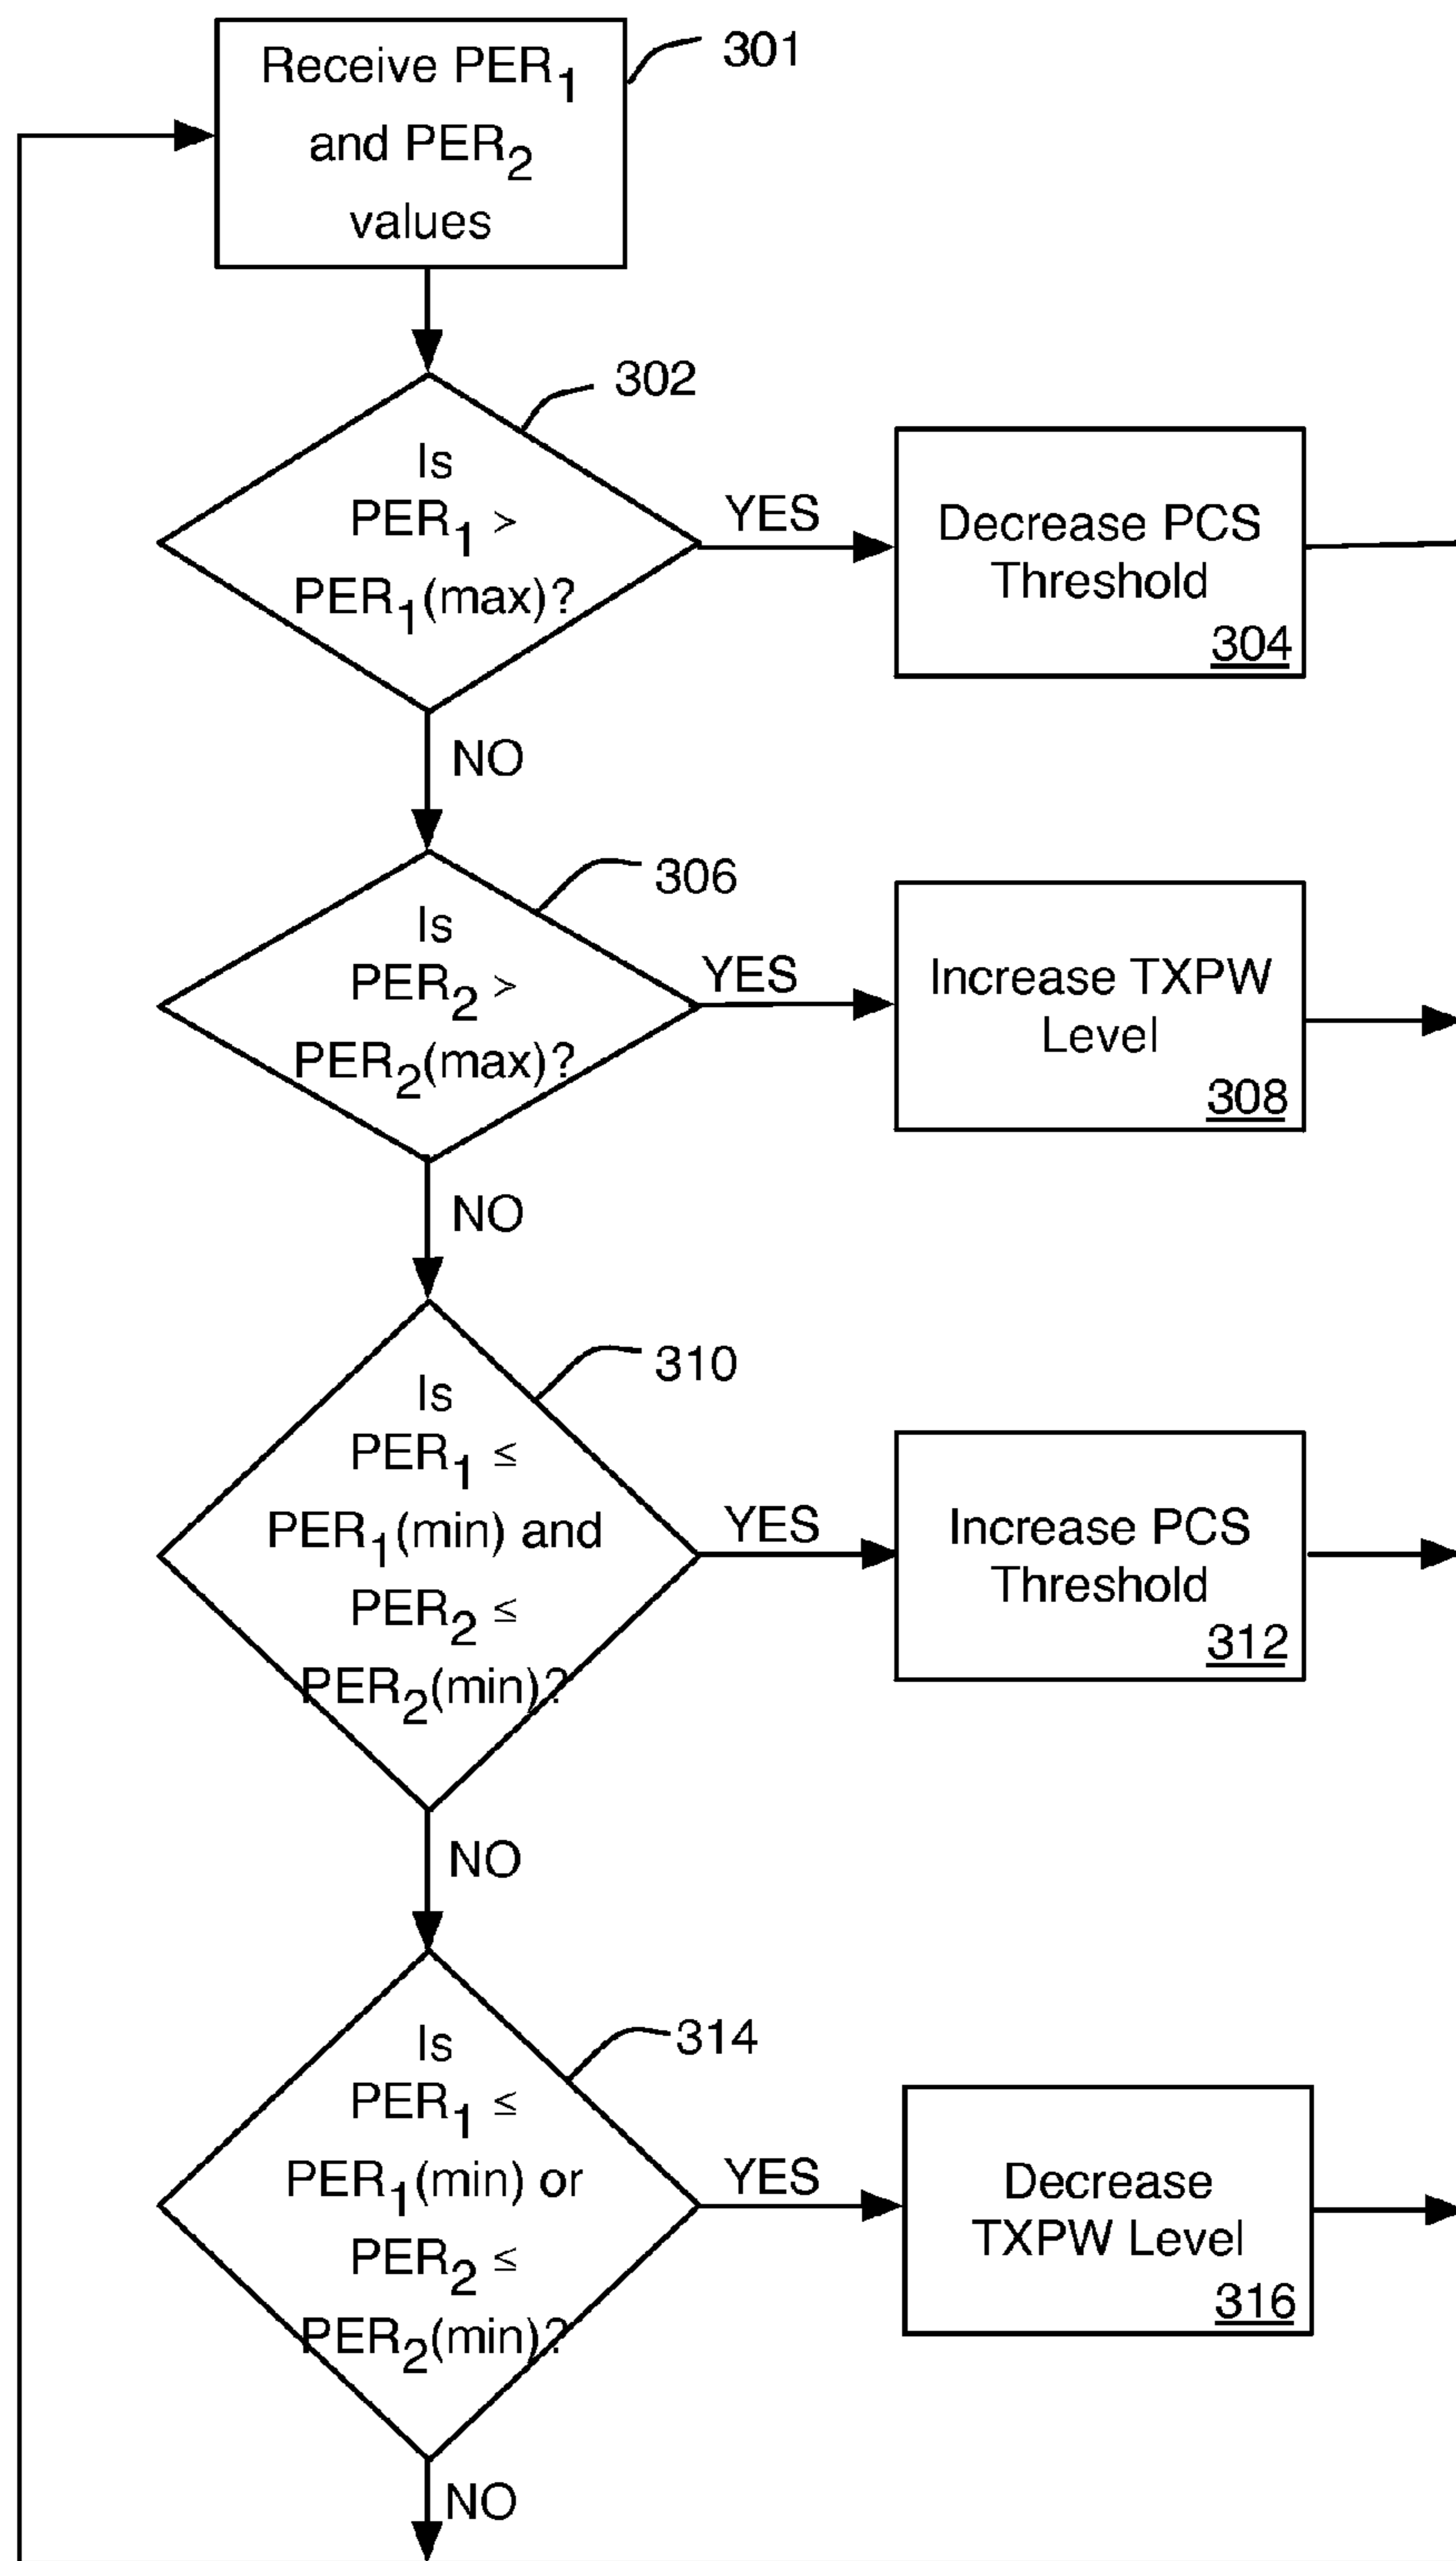 Receive PER1
and PER2
values
301
302
Is
PER1 >
PER1(max)?
YES
Decrease PCS
Threshold
304
NO
306
Is
PER2 >
PER2(max)?
YES
Increase TXPW
Level
308
NO
310
Is
PER1 ≤
PER1(min) and
PER2 ≤
PER2(min)?
YES
Increase PCS
Threshold
312
NO
314
Is
PER1 ≤
PER1(min) or
PER2 ≤
PER2(min)?
YES
Decrease
TXPW Level
316
NO